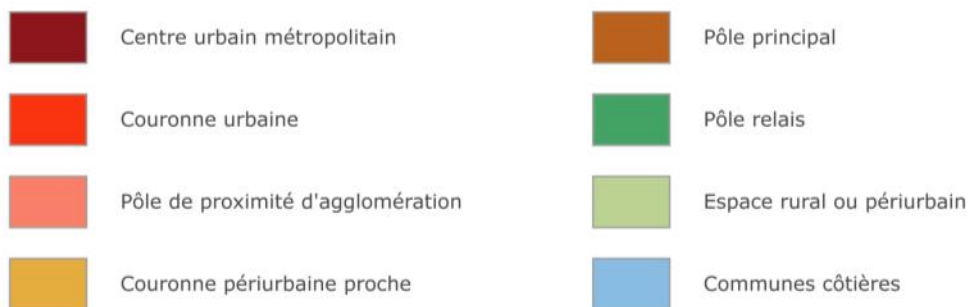 Centre urbain métropolitain
Couronne urbaine
Pôle de proximité d'agglomération
Couronne périurbaine proche
Pôle principal
Pôle relais
Espace rural ou périurbain
Communes côtières